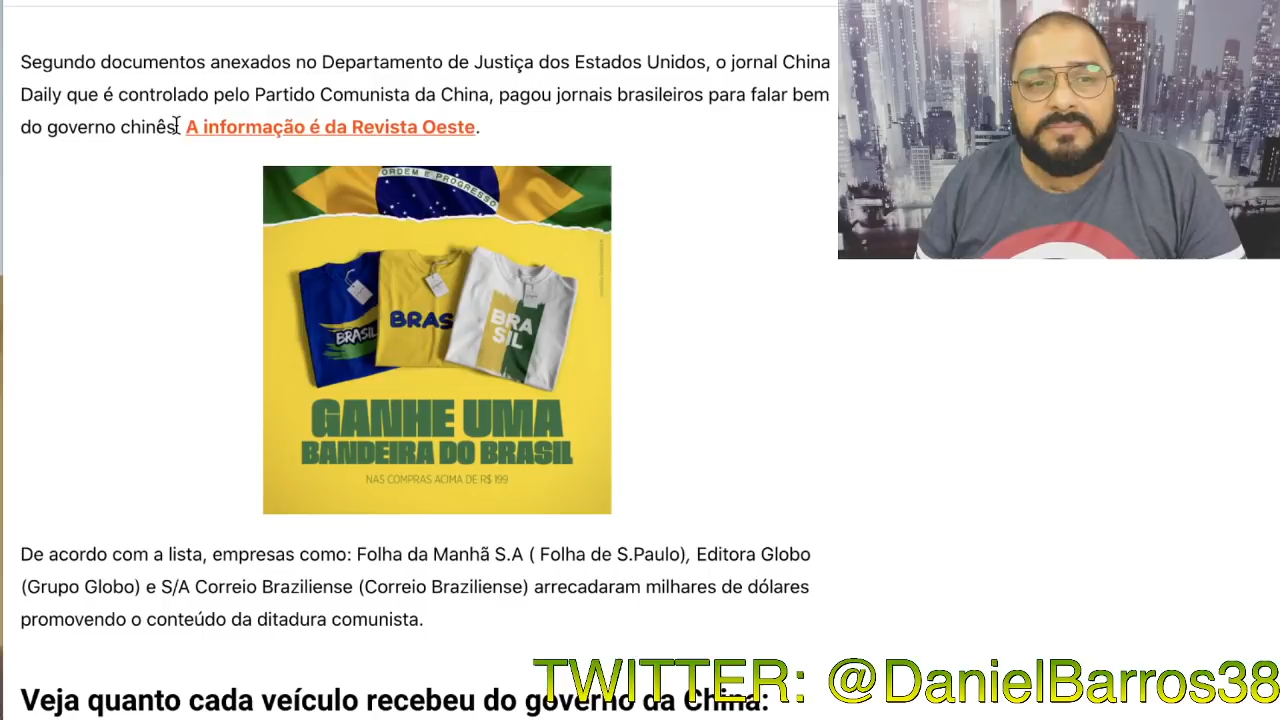 Segundo documentos anexados no Departamento de Justiça dos Estados Unidos, o jornal China
Daily que é controlado pelo Partido Comunista da China, pagou jornais brasileiros para falar bem
do governo chinês. A informação é da Revista Oeste.
ORDEM E PROGRESSO
BRASIL
BRAS
BRA
SIL
GANHE UMA
BANDEIRA DO BRASIL
NAS COMPRAS ACIMA DE R$ 199
De acordo com a lista, empresas como: Folha da Manhã S.A ( Folha de S.Paulo), Editora Globo
(Grupo Globo) e S/A Correio Braziliense (Correio Braziliense) arrecadaram milhares de dólares
promovendo o conteúdo da ditadura comunista.
Veja quanto cada veículo recebeu do governo da China:
TWITTER: @DanielBarros38